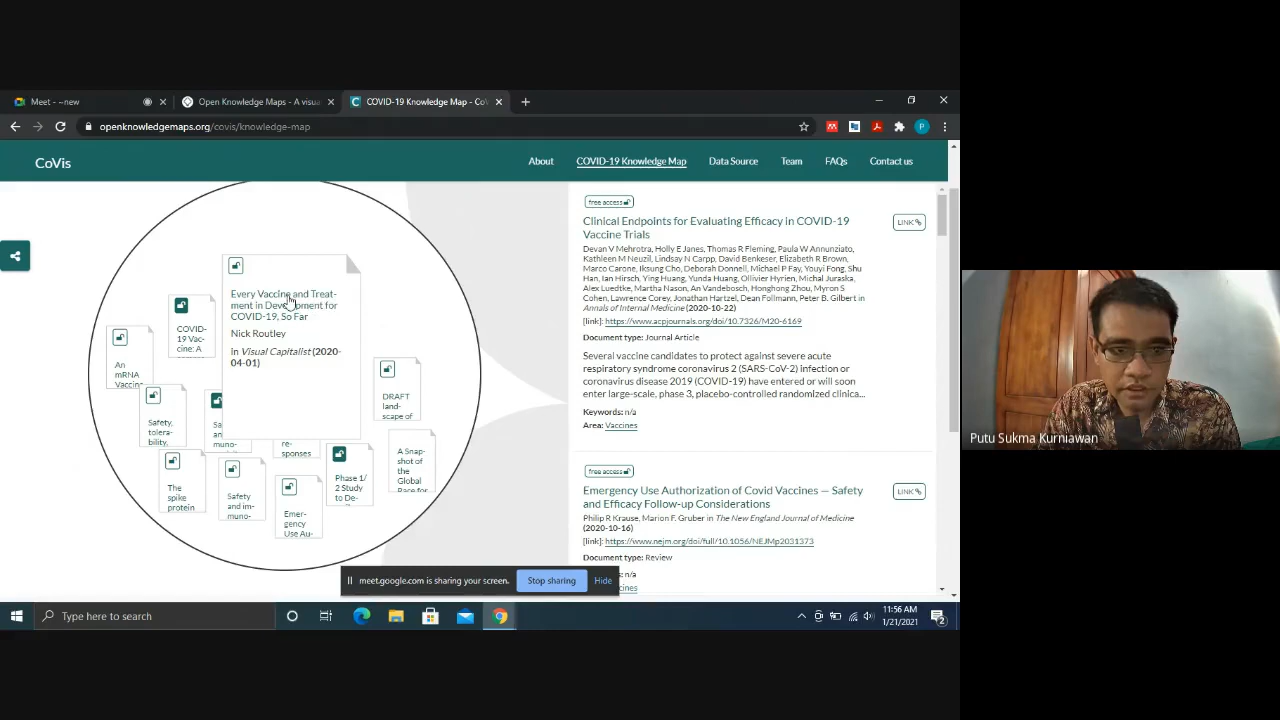 Meet - ~new
Open Knowledge Maps - A visua
COVID-19 Knowledge Map - CoV
openknowledgemaps.org/covis/knowledge-map
CoVis
About
COVID-19 Knowledge Map
Data Source
Team
FAQs
Contact us
Every Vaccine and Treat-
ment in Development for
COVID-19, So Far
Nick Routley
In Visual Capitalist (2020-
04-01)
COVID-
19 Vac-
cine: A
An
mRNA
Vaccin
Safety,
tolera-
bility,
muno-
re-
sponses
DRAFT
land-
scape of
A Snap-
shot of
the
Global
Race for
Phase 1/
2 Study
to De-
The
spike
protein
Safety
and im-
muno-
Emer-
gency
Use Au-
free access
Clinical Endpoints for Evaluating Efficacy in COVID-19
Vaccine Trials
LINK
Devan V Mehrotra, Holly E Janes, Thomas R Fleming, Paula W Annunziato,
Kathleen M Neuzil, Lindsay N Carpp, David Benkeser, Elizabeth R Brown,
Marco Carone, Iksung Cho, Deborah Donnell, Michael P Fay, Youyi Fong, Shu
Han, Ian Hirsch, Ying Huang, Yunda Huang, Ollivier Hyrien, Michal Juraska,
Alex Luedtke, Martha Nason, An Vandebosch, Honghong Zhou, Myron S
Cohen, Lawrence Corey, Jonathan Hartzel, Dean Follmann, Peter B. Gilbert in
Annals of Internal Medicine (2020-10-22)
[link]: https://www.acpjournals.org/doi/10.7326/M20-6169
Document type: Journal Article
Several vaccine candidates to protect against severe acute
respiratory syndrome coronavirus 2 (SARS-CoV-2) infection or
coronavirus disease 2019 (COVID-19) have entered or will soon
enter large-scale, phase 3, placebo-controlled randomized clinica...
Keywords: n/a
Area: Vaccines
free access
Emergency Use Authorization of Covid Vaccines — Safety
and Efficacy Follow-up Considerations
LINK
Philip R Krause, Marion F. Gruber in The New England Journal of Medicine
(2020-10-16)
[link]: https://www.nejm.org/doi/full/10.1056/NEJMp2031373
Document type: Review
n/a
ccines
meet.google.com is sharing your screen.
Stop sharing
Hide
Type here to search
11:56 AM
1/21/2021
2
P
Putu Sukma Kurniawan